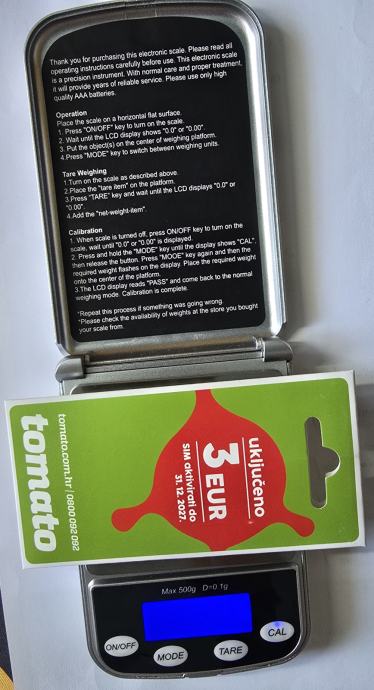 Thank you for purchasing this electronic scale. Please read all
operating instructions carefully before use. This electronic scale
is a precision instrument. With normal care and proper treatment,
it will provide years of reliable service. Please use only high
quality AAA batteries.
Operation
Place the scale on a horizontal flat surface.
1. Press "ON/OFF" key to turn on the scale.
2. Wait until the LCD display shows "0.0" or "0.00".
3. Put the object(s) on the center of weighing platform.
4.Press "MODE" key to switch between weighing units.
Tare Weighing
1.Turn on the scale as described above.
2.Place the "tare item" on the platform.
3.Press "TARE" key and wait until the LCD displays "0.0" or
"0.00".
4.Add the "net-weight-item".
Calibration
1. When scale is turned off, press ON/OFF key to turn on the
scale, wait until "0.0" or "0.00" is displayed.
2. Press and hold the "MODE" key until the display shows "CAL",
then release the button. Press "MOOE" key again and then the
required weight flashes on the display. Place the required weight
onto the center of the platform.
3.The LCD display reads "PASS" and come back to the normal
weighing mode. Calibration is complete.
*Repeat this process if something was going wrong.
*Please check the availability of weights at the store you bought
your scale from.
uključeno
3 EUR
SIM aktivirati do
31. 12. 2027.
tomato.com.hr | 0800 092 092
tomato
Max 500g D=0.1g
ON/OFF
MODE
TARE
CAL